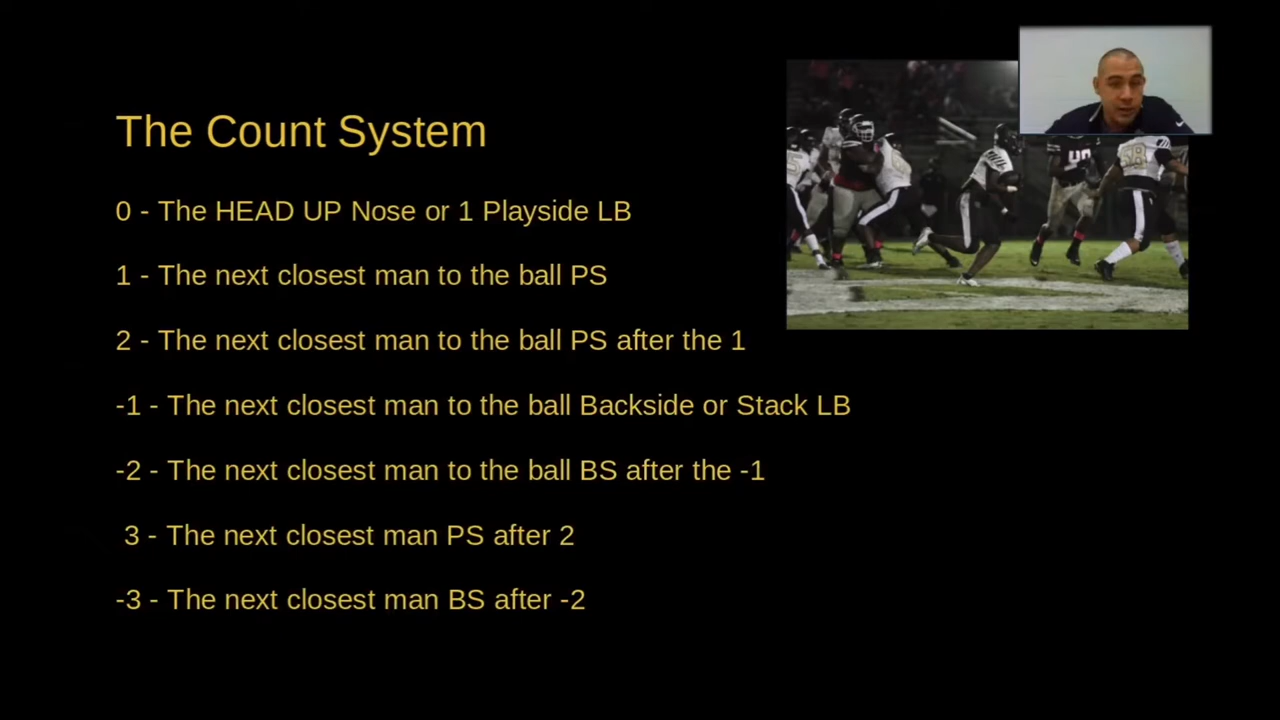 The Count System
0 - The HEAD UP Nose or 1 Playside LB
1 - The next closest man to the ball PS
2 - The next closest man to the ball PS after the 1
-1 - The next closest man to the ball Backside or Stack LB
-2 - The next closest man to the ball BS after the -1
3 - The next closest man PS after 2
-3 - The next closest man BS after -2
58